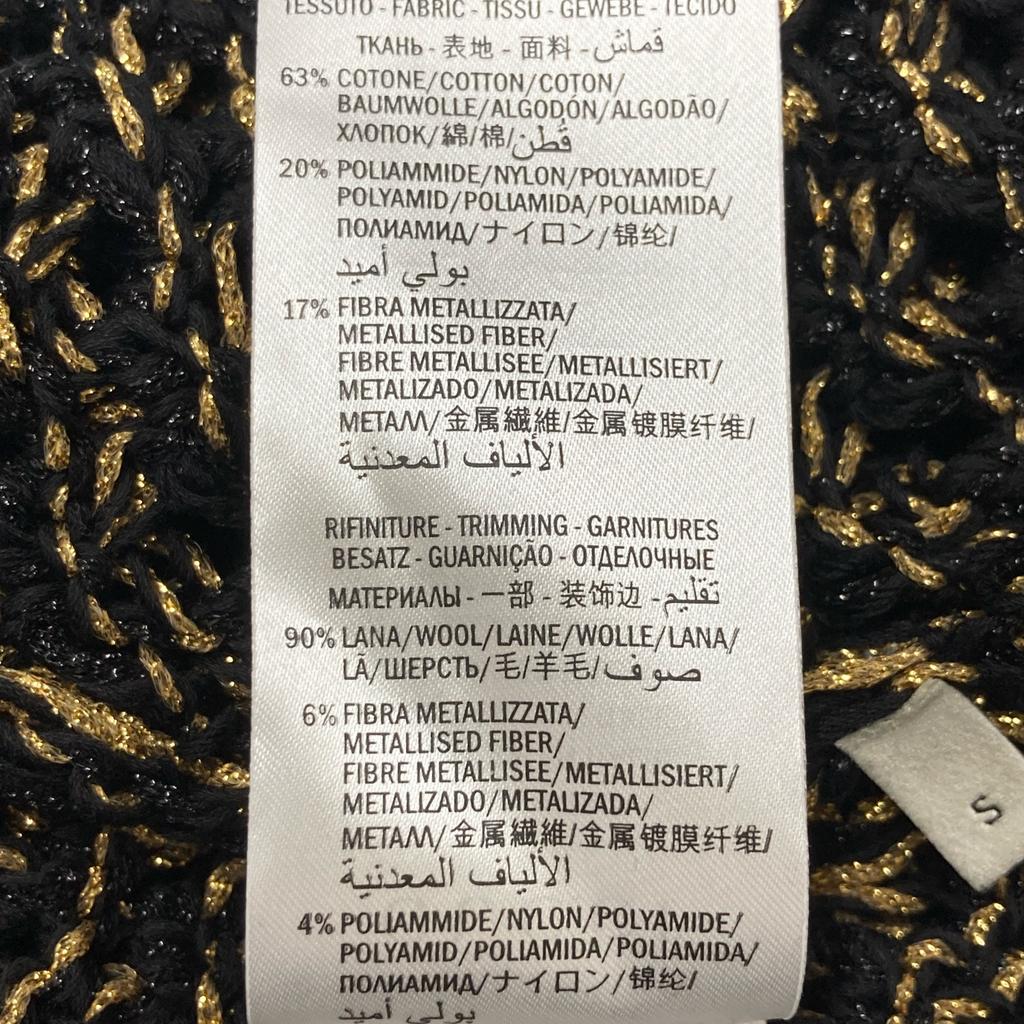 TESSUTO - FABRIC - TISSU - GEWEBE - TECIDO
ТКАНЬ - 表地 - 面料 - قماش
63% COTONE/COTTON/COTON/
BAUMWOLLE/ALGODÓN/ALGODÃO/
ХЛОПОК/綿/棉/قُطن
20% POLIAMMIDE/NYLON/POLYAMIDE/
POLYAMID/POLIAMIDA/POLIAMIDA/
ПОЛИАМИД/ナイロン/锦纶/
بولي أميد
17% FIBRA METALLIZZATA/
METALLISED FIBER/
FIBRE METALLISEE/METALLISIERT/
METALIZADO/METALIZADA/
МЕТАЛЛ/金属繊維/金属镀膜纤维/
الألياف المعدنية
RIFINITURE - TRIMMING - GARNITURES
BESATZ - GUARNIÇÃO - ОТДЕЛОЧНЫЕ
МАТЕРИАЛЫ - 一部 - 装饰边 - تقليم
90% LANA/WOOL/LAINE/WOLLE/LANA/
LÃ/ШЕРСТЬ/毛/羊毛/صوف
6% FIBRA METALLIZZATA/
METALLISED FIBER/
FIBRE METALLISEE/METALLISIERT/
METALIZADO/METALIZADA/
МЕТАЛЛ/金属繊維/金属镀膜纤维/
الألياف المعدنية
4% POLIAMMIDE/NYLON/POLYAMIDE/
POLYAMID/POLIAMIDA/POLIAMIDA/
ПОЛИАМИД/ナイロン/锦纶/
بولي أميد
S